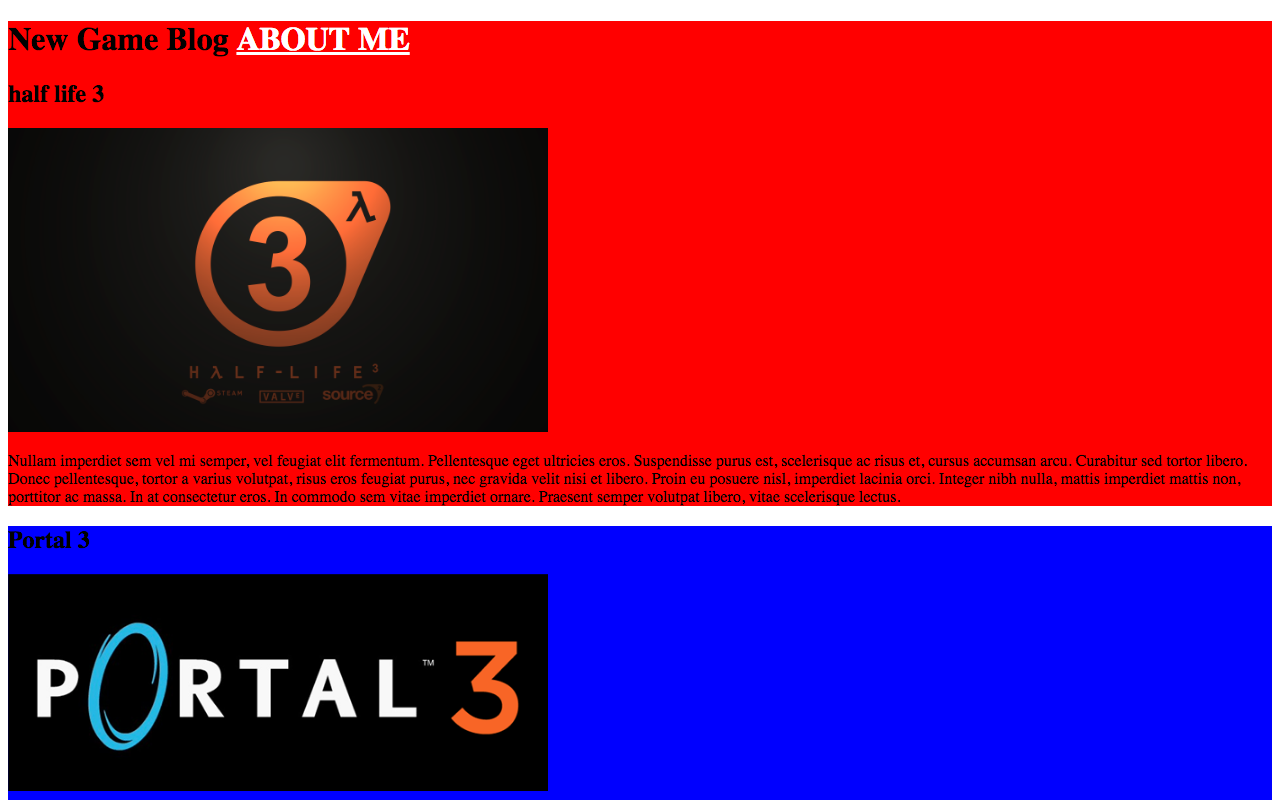 New Game Blog ABOUT ME
half life 3
3 λ
HλLF-LIFE³
STEAM VALVE source
Nullam imperdiet sem vel mi semper, vel feugiat elit fermentum. Pellentesque eget ultricies eros. Suspendisse purus est, scelerisque ac risus et, cursus accumsan arcu. Curabitur sed tortor libero.
Donec pellentesque, tortor a varius volutpat, risus eros feugiat purus, nec gravida velit nisi et libero. Proin eu posuere nisl, imperdiet lacinia orci. Integer nibh nulla, mattis imperdiet mattis non,
porttitor ac massa. In at consectetur eros. In commodo sem vitae imperdiet ornare. Praesent semper volutpat libero, vitae scelerisque lectus.
Portal 3
PORTAL™ 3